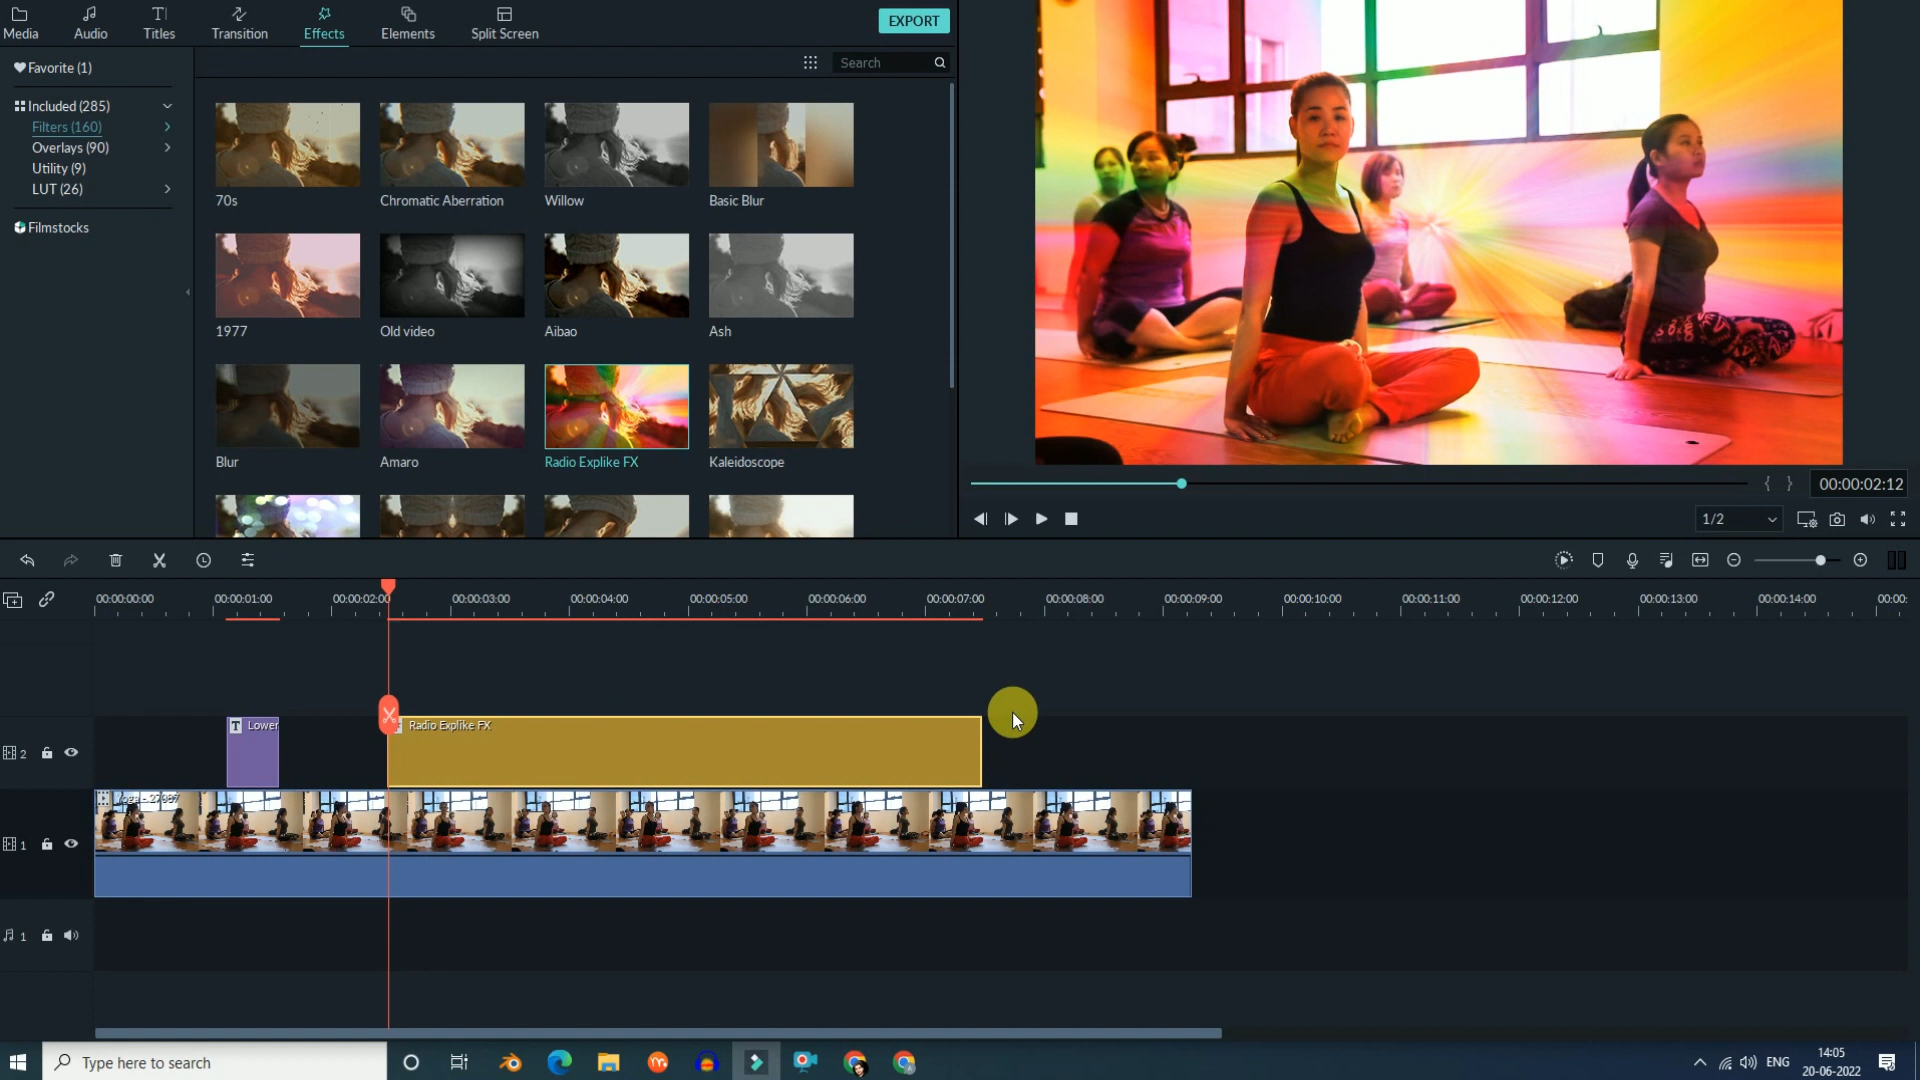 Media
Audio
Titles
Transition
Effects
Elements
Split Screen
EXPORT
Favorite (1)
Search
Included (285)
Filters (160)
Overlays (90)
Utility (9)
LUT (26)
Filmstocks
70s
Chromatic Aberration
Willow
Basic Blur
1977
Old video
Aibao
Ash
Blur
Amaro
Radio Explike FX
Kaleidoscope
00:00:02:12
1/2
00:00:00:00
00:00:01:00
00:00:02:00
00:00:03:00
00:00:04:00
00:00:05:00
00:00:06:00
00:00:07:00
00:00:08:00
00:00:09:00
00:00:10:00
00:00:11:00
00:00:12:00
00:00:13:00
00:00:14:00
00:00:
T Lower
Radio Explike FX
2
1
1
Type here to search
ENG
14:05
20-06-2022